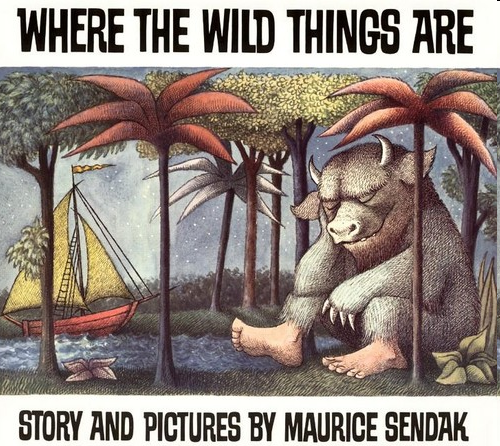 WHERE THE WILD THINGS ARE
STORY AND PICTURES BY MAURICE SENDAK